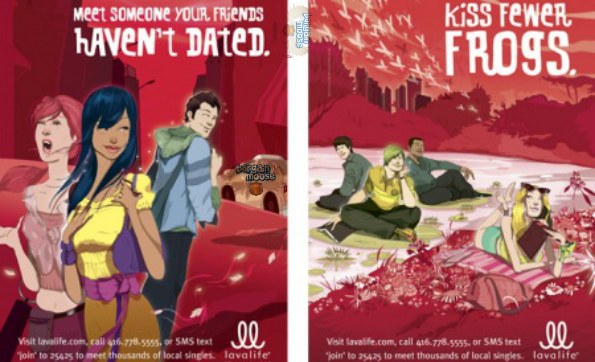 MEET SOMEONE YOUR FRIENDS
HAVEN'T DATED.
bargain
moose
Visit lavalife.com, call 416.778.5555, or SMS text
'join' to 25425 to meet thousands of local singles.
lavalife®
KISS FEWER
FROGS.
Visit lavalife.com, call 416.778.5555, or SMS text
'join' to 25425 to meet thousands of local singles.
lavalife®